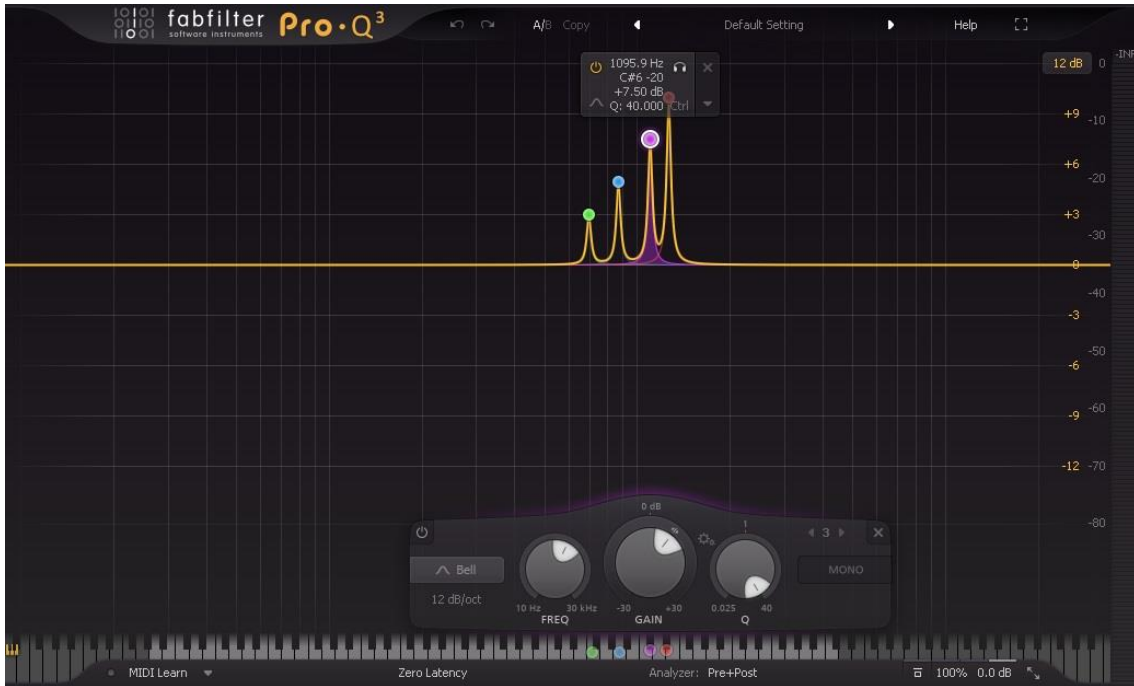 fabfilter
software instruments
Pro·Q³
A/B Copy
Default Setting
Help
1095.9 Hz
C#6 -20
+7.50 dB
Q: 40.000 Ctrl
12 dB 0 -INF
+9 -10
+6 -20
+3 -30
0
-40
-3
-50
-6
-9 -60
-12 -70
-80
0 dB
%
1
3
Bell
MONO
12 dB/oct
10 Hz 30 kHz
-30 +30
0.025 40
FREQ
GAIN
Q
MIDI Learn
Zero Latency
Analyzer: Pre+Post
100% 0.0 dB